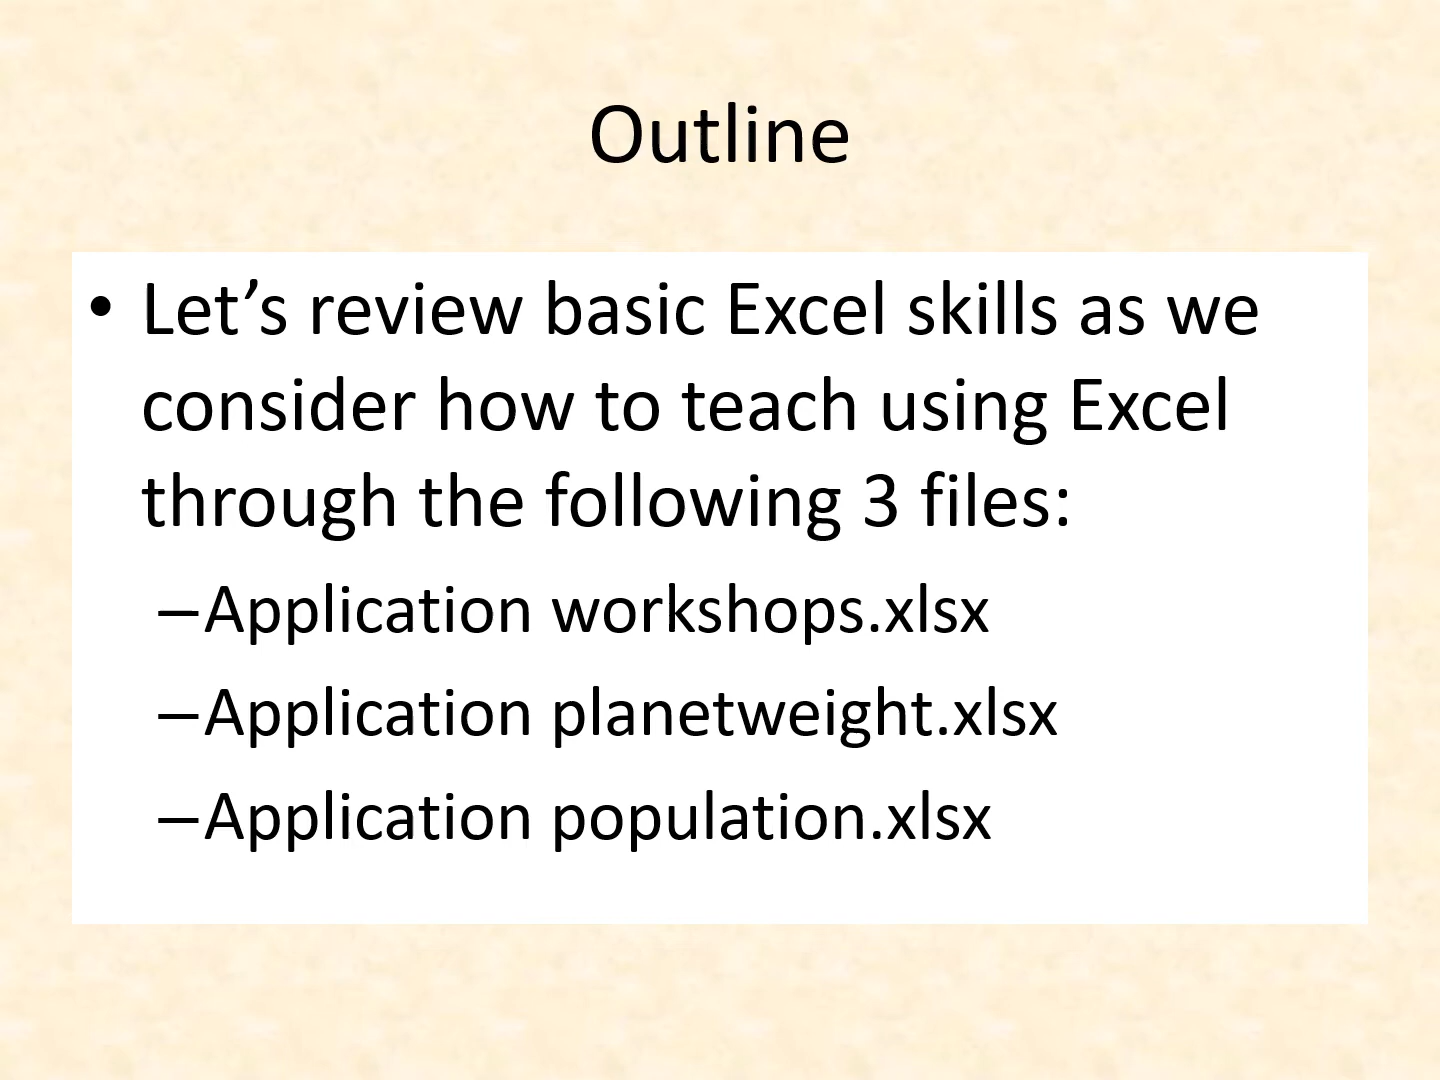 Outline
• Let’s review basic Excel skills as we
consider how to teach using Excel
through the following 3 files:
–Application workshops.xlsx
–Application planetweight.xlsx
–Application population.xlsx